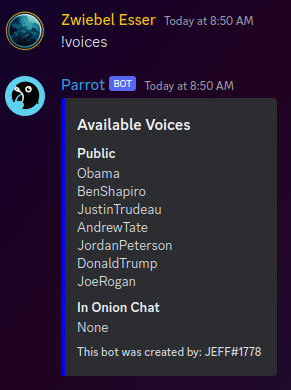 Zwiebel Esser Today at 8:50 AM
!voices
Parrot BOT Today at 8:50 AM
Available Voices
Public
Obama
BenShapiro
JustinTrudeau
AndrewTate
JordanPeterson
DonaldTrump
JoeRogan
In Onion Chat
None
This bot was created by: JEFF#1778